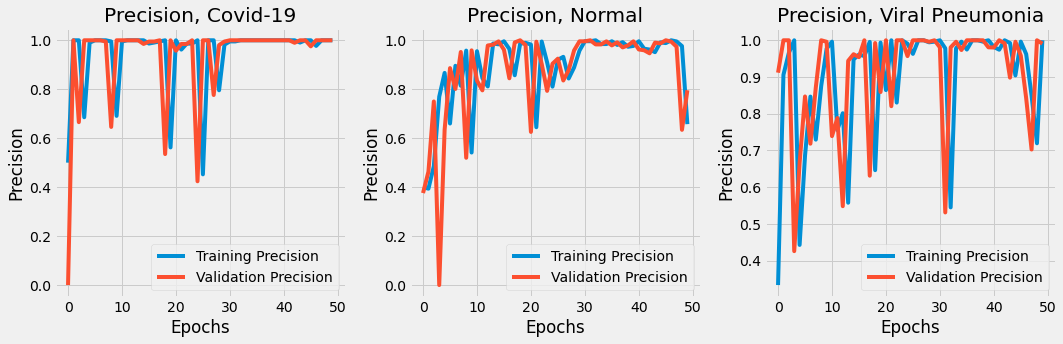 Precision, Covid-19
1.0
0.8
0.6
0.4
0.2
0.0
Precision
0 10 20 30 40 50
Epochs
Training Precision
Validation Precision
Precision, Normal
1.0
0.8
0.6
0.4
0.2
0.0
Precision
0 10 20 30 40 50
Epochs
Training Precision
Validation Precision
Precision, Viral Pneumonia
1.0
0.9
0.8
0.7
0.6
0.5
0.4
Precision
0 10 20 30 40 50
Epochs
Training Precision
Validation Precision